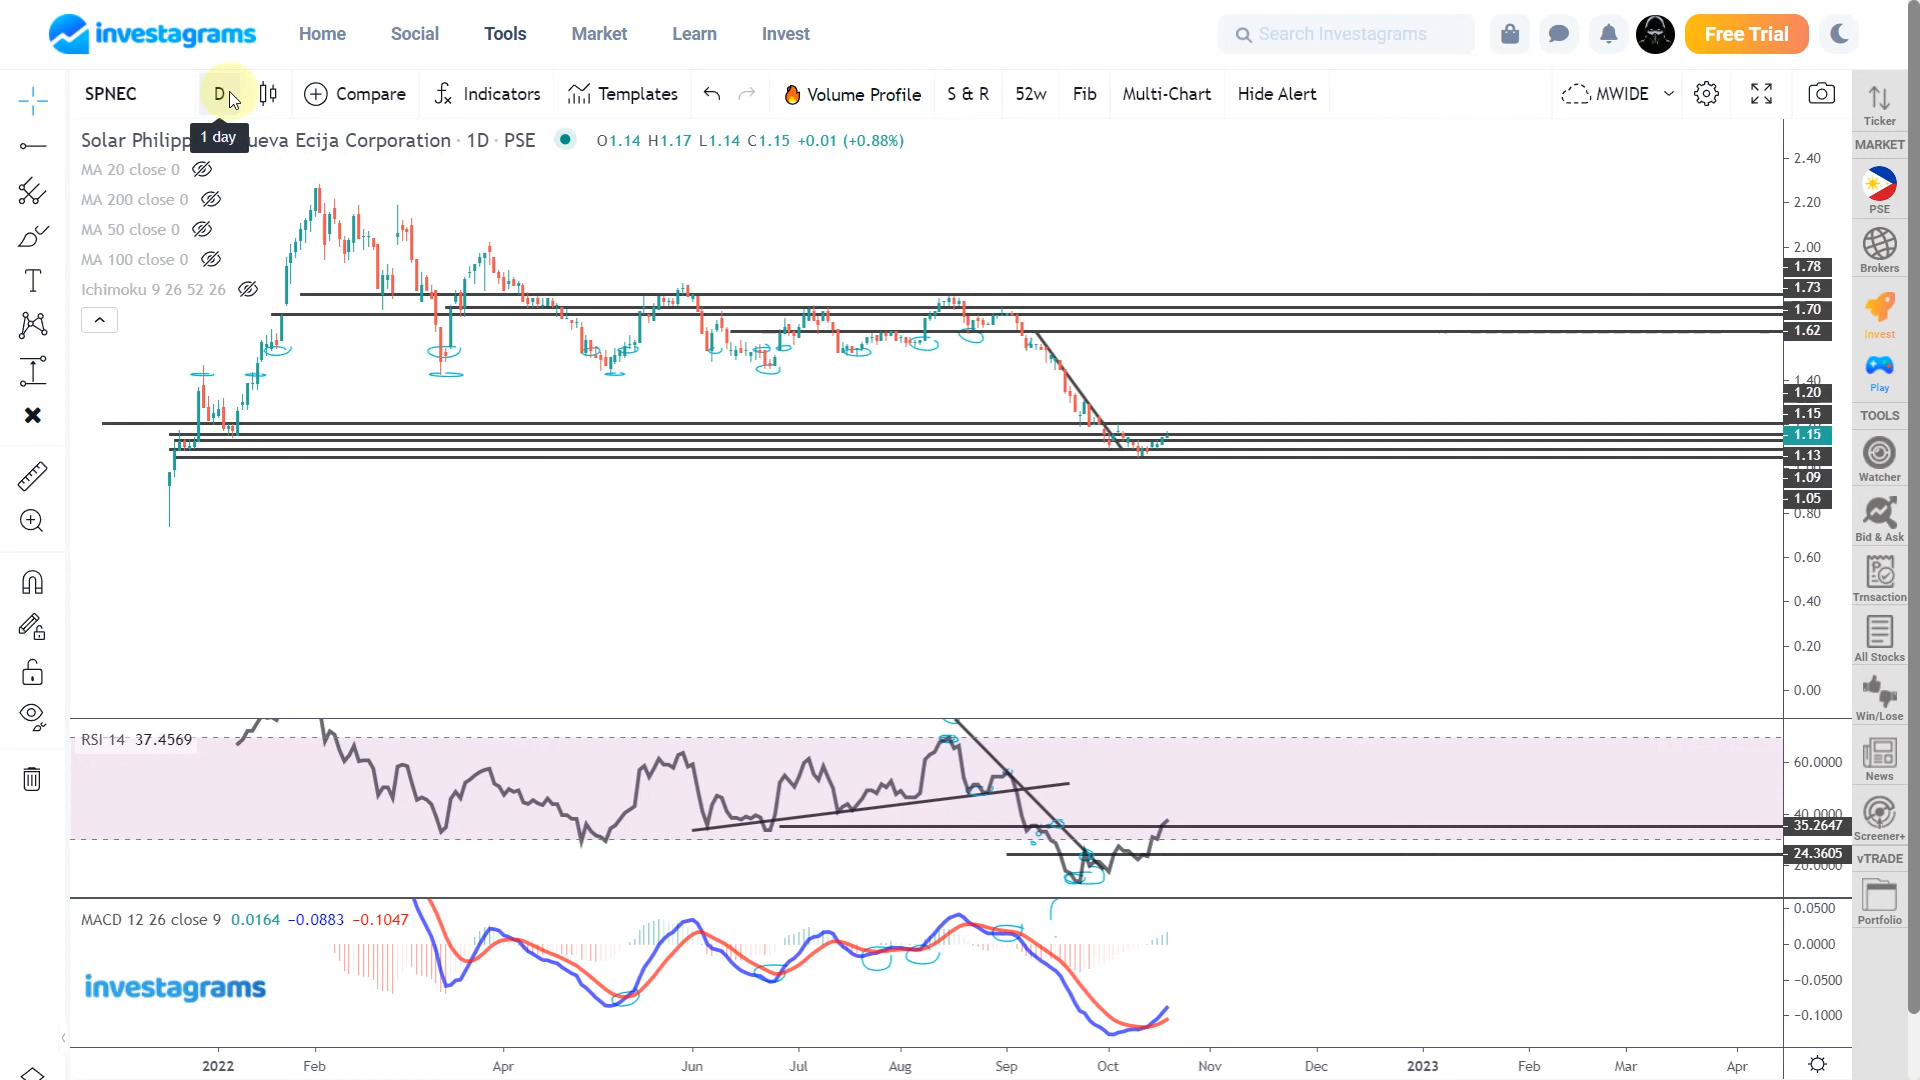 investagrams
Home
Social
Tools
Market
Learn
Invest
Search Investagrams
Free Trial
SPNEC
D
Compare
Indicators
Templates
Volume Profile
S & R
52w
Fib
Multi-Chart
Hide Alert
MWIDE
1 day
ueva Ecija Corporation · 1D · PSE
Solar Philipp
O1.14 H1.17 L1.14 C1.15 +0.01 (+0.88%)
MA 20 close 0
MA 200 close 0
MA 50 close 0
MA 100 close 0
Ichimoku 9 26 52 26
2.40
2.20
2.00
1.78
1.73
1.70
1.62
1.40
1.20
1.15
1.15
1.13
1.09
1.05
0.80
0.60
0.40
0.20
0.00
RSI 14 37.4569
60.0000
40.0000
35.2647
24.3605
20.0000
MACD 12 26 close 9 0.0164 −0.0883 −0.1047
0.0500
0.0000
-0.0500
-0.1000
investagrams
2022
Feb
Apr
Jun
Jul
Aug
Sep
Oct
Nov
Dec
2023
Feb
Mar
Apr
Ticker
MARKET
PSE
Brokers
Invest
Play
TOOLS
Watcher
Bid & Ask
Trnsaction
All Stocks
Win/Lose
News
Screener+
vTRADE
Portfolio